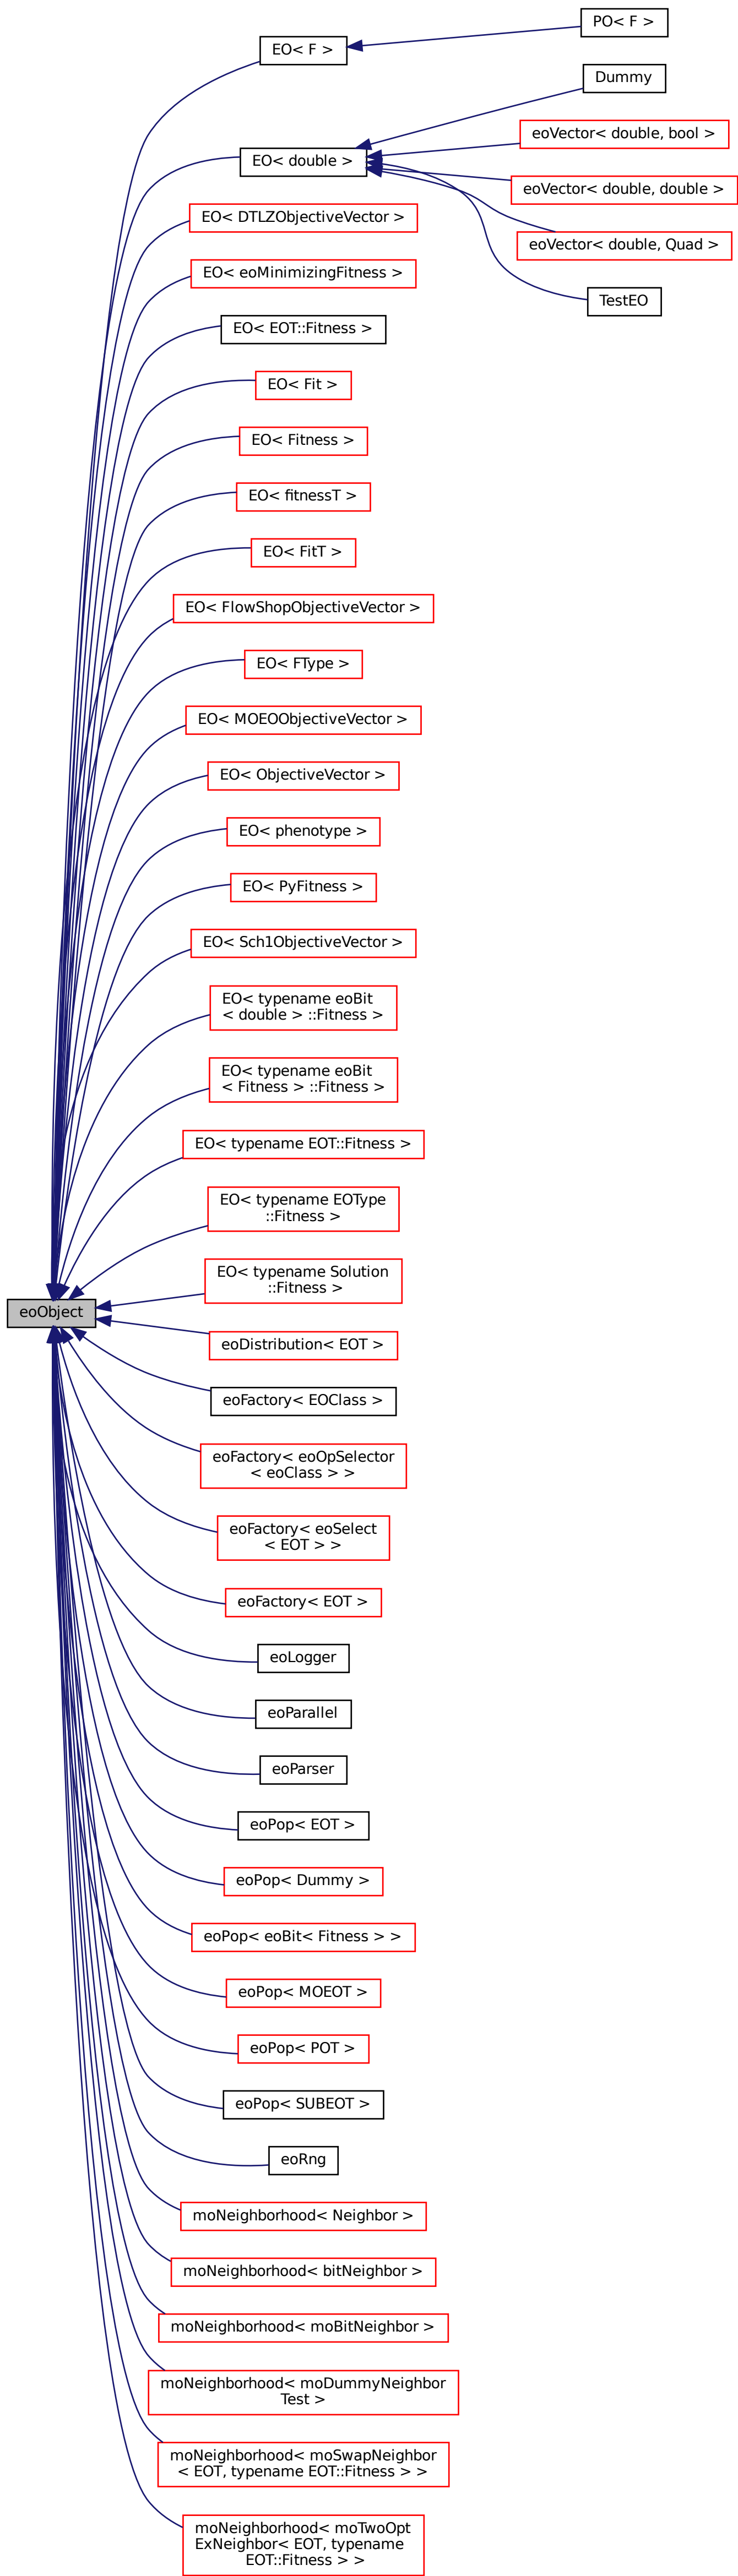 PO< F >
EO< F >
Dummy
eoVector< double, bool >
EO< double >
eoVector< double, double >
EO< DTLZObjectiveVector >
eoVector< double, Quad >
EO< eoMinimizingFitness >
TestEO
EO< EOT::Fitness >
EO< Fit >
EO< Fitness >
EO< fitnessT >
EO< FitT >
EO< FlowShopObjectiveVector >
EO< FType >
EO< MOEOObjectiveVector >
EO< ObjectiveVector >
EO< phenotype >
EO< PyFitness >
EO< Sch1ObjectiveVector >
EO< typename eoBit
< double > ::Fitness >
EO< typename eoBit
< Fitness > ::Fitness >
EO< typename EOT::Fitness >
EO< typename EOType
::Fitness >
EO< typename Solution
::Fitness >
eoObject
eoDistribution< EOT >
eoFactory< EOClass >
eoFactory< eoOpSelector
< eoClass > >
eoFactory< eoSelect
< EOT > >
eoFactory< EOT >
eoLogger
eoParallel
eoParser
eoPop< EOT >
eoPop< Dummy >
eoPop< eoBit< Fitness > >
eoPop< MOEOT >
eoPop< POT >
eoPop< SUBEOT >
eoRng
moNeighborhood< Neighbor >
moNeighborhood< bitNeighbor >
moNeighborhood< moBitNeighbor >
moNeighborhood< moDummyNeighbor
Test >
moNeighborhood< moSwapNeighbor
< EOT, typename EOT::Fitness > >
moNeighborhood< moTwoOpt
ExNeighbor< EOT, typename
EOT::Fitness > >